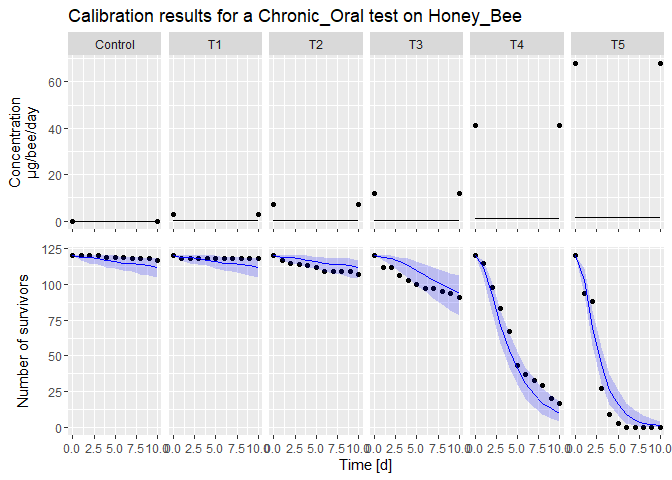 Calibration results for a Chronic_Oral test on Honey_Bee
Control T1 T2 T3 T4 T5
Concentration
µg/bee/day
60
40
20
0
Number of survivors
125
100
75
50
25
0
0.0 2.5 5.0 7.5 10.0 0.0 2.5 5.0 7.5 10.0 0.0 2.5 5.0 7.5 10.0 0.0 2.5 5.0 7.5 10.0 0.0 2.5 5.0 7.5 10.0 0.0 2.5 5.0 7.5 10.0
Time [d]